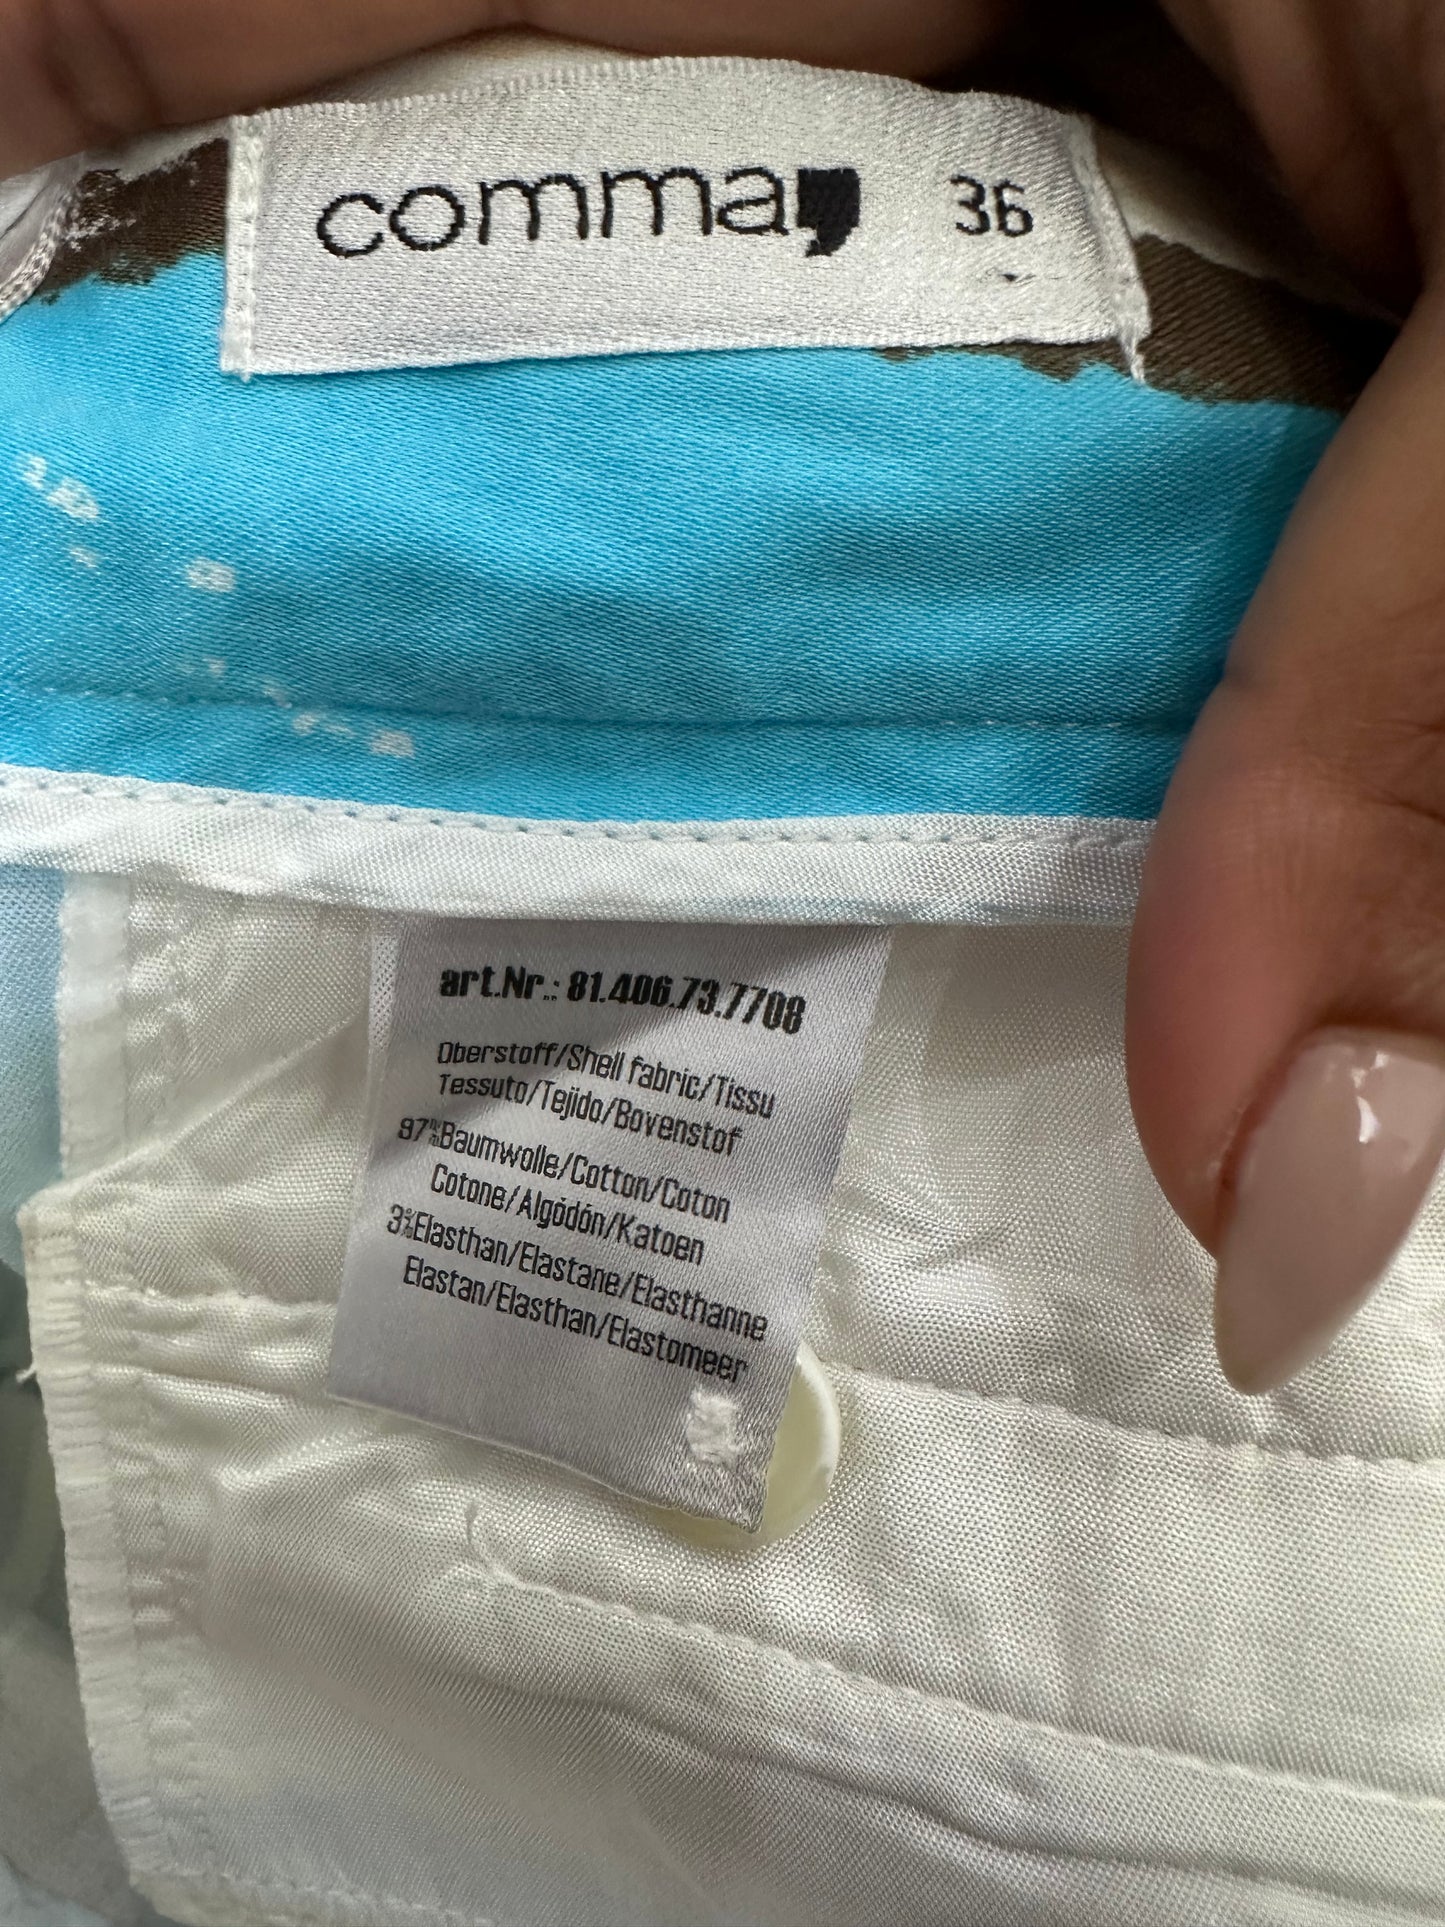 comma,
36
art.Nr.: 81.406.73.7708
Oberstoff/Shell fabric/Tissu
Tessuto/Tejido/Bovenstof
97%Baumwolle/Cotton/Coton
Cotone/Algódón/Katoen
3%Elasthan/Elastane/Elasthanne
Elastan/Elasthan/Elastomeer